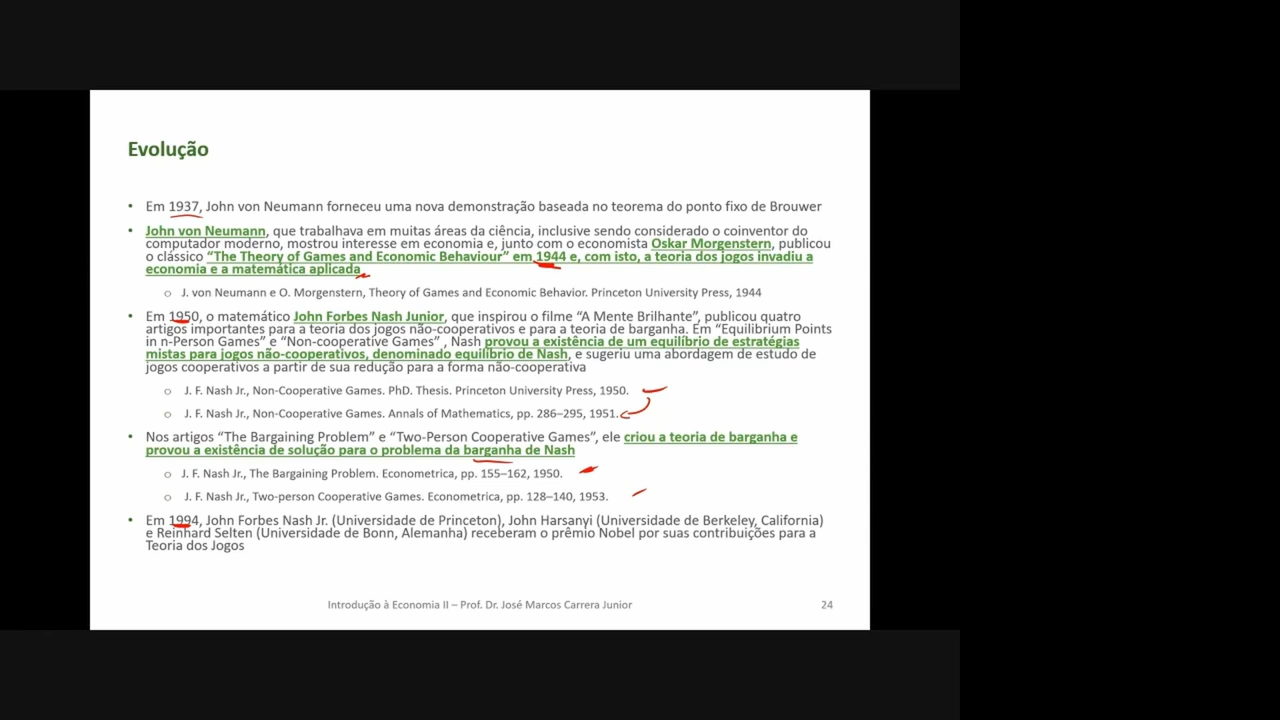 Evolução
• Em 1937, John von Neumann forneceu uma nova demonstração baseada no teorema do ponto fixo de Brouwer
• John von Neumann, que trabalhava em muitas áreas da ciência, inclusive sendo considerado o coinventor do
computador moderno, mostrou interesse em economia e, junto com o economista Oskar Morgenstern, publicou
o clássico “The Theory of Games and Economic Behaviour” em 1944 e, com isto, a teoria dos jogos invadiu a
economia e a matemática aplicada
o J. von Neumann e O. Morgenstern, Theory of Games and Economic Behavior. Princeton University Press, 1944
• Em 1950, o matemático John Forbes Nash Junior, que inspirou o filme “A Mente Brilhante”, publicou quatro
artigos importantes para a teoria dos jogos não-cooperativos e para a teoria de barganha. Em “Equilibrium Points
in n-Person Games” e “Non-cooperative Games” , Nash provou a existência de um equilíbrio de estratégias
mistas para jogos não-cooperativos, denominado equilíbrio de Nash, e sugeriu uma abordagem de estudo de
jogos cooperativos a partir de sua redução para a forma não-cooperativa
o J. F. Nash Jr., Non-Cooperative Games. PhD. Thesis. Princeton University Press, 1950.
o J. F. Nash Jr., Non-Cooperative Games. Annals of Mathematics, pp. 286–295, 1951.
• Nos artigos “The Bargaining Problem” e “Two-Person Cooperative Games”, ele criou a teoria de barganha e
provou a existência de solução para o problema da barganha de Nash
o J. F. Nash Jr., The Bargaining Problem. Econometrica, pp. 155–162, 1950.
o J. F. Nash Jr., Two-person Cooperative Games. Econometrica, pp. 128–140, 1953.
• Em 1994, John Forbes Nash Jr. (Universidade de Princeton), John Harsanyi (Universidade de Berkeley, California)
e Reinhard Selten (Universidade de Bonn, Alemanha) receberam o prêmio Nobel por suas contribuições para a
Teoria dos Jogos
Introdução à Economia II – Prof. Dr. José Marcos Carrera Junior
24